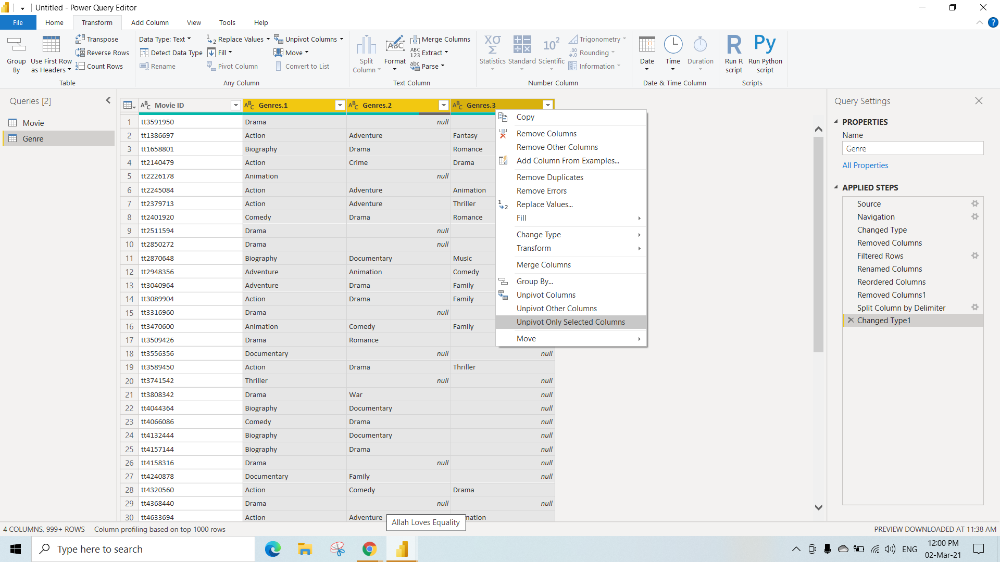 Untitled - Power Query Editor
File Home Transform Add Column View Tools Help
Group By
Use First Row as Headers
Transpose
Reverse Rows
Count Rows
Table
Data Type: Text
Detect Data Type
Rename
Replace Values
Fill
Pivot Column
Unpivot Columns
Move
Convert to List
Any Column
Split Column
Format
Merge Columns
Extract
Parse
Text Column
Statistics
Standard
Scientific
Trigonometry
Rounding
Information
Number Column
Date
Time
Duration
Date & Time Column
Run R script
Run Python script
Scripts
Queries [2]
Movie
Genre
Movie ID Genres.1 Genres.2 Genres.3
1 tt3591950 Drama null
2 tt1386697 Action Adventure Fantasy
3 tt1658801 Biography Drama Romance
4 tt2140479 Action Crime Drama
5 tt2226178 Animation null
6 tt2245084 Action Adventure Animation
7 tt2379713 Action Adventure Thriller
8 tt2401920 Comedy Drama Romance
9 tt2511594 Drama null
10 tt2850272 Drama null
11 tt2870648 Biography Documentary Music
12 tt2948356 Adventure Animation Comedy
13 tt3040964 Adventure Drama Family
14 tt3089904 Action Drama Family
15 tt3316960 Drama null
16 tt3470600 Animation Comedy Family
17 tt3509426 Drama Romance
18 tt3556356 Documentary null null
19 tt3589450 Action Drama Thriller
20 tt3741542 Thriller null null
21 tt3808342 Drama War null
22 tt4044364 Biography Documentary null
23 tt4066086 Comedy Drama null
24 tt4132444 Biography Documentary null
25 tt4157144 Biography Drama null
26 tt4158316 Drama null null
27 tt4240878 Documentary Family null
28 tt4320560 Action Comedy Drama
29 tt4368440 Drama null null
30 tt4633694 Action Adventure mation
Allah Loves Equality
Copy
Remove Columns
Remove Other Columns
Add Column From Examples...
Remove Duplicates
Remove Errors
Replace Values...
Fill
Change Type
Transform
Merge Columns
Group By...
Unpivot Columns
Unpivot Other Columns
Unpivot Only Selected Columns
Move
Query Settings
PROPERTIES
Name
Genre
All Properties
APPLIED STEPS
Source
Navigation
Changed Type
Removed Columns
Filtered Rows
Renamed Columns
Reordered Columns
Removed Columns1
Split Column by Delimiter
Changed Type1
4 COLUMNS, 999+ ROWS Column profiling based on top 1000 rows
PREVIEW DOWNLOADED AT 11:38 AM
Type here to search
ENG
12:00 PM
02-Mar-21